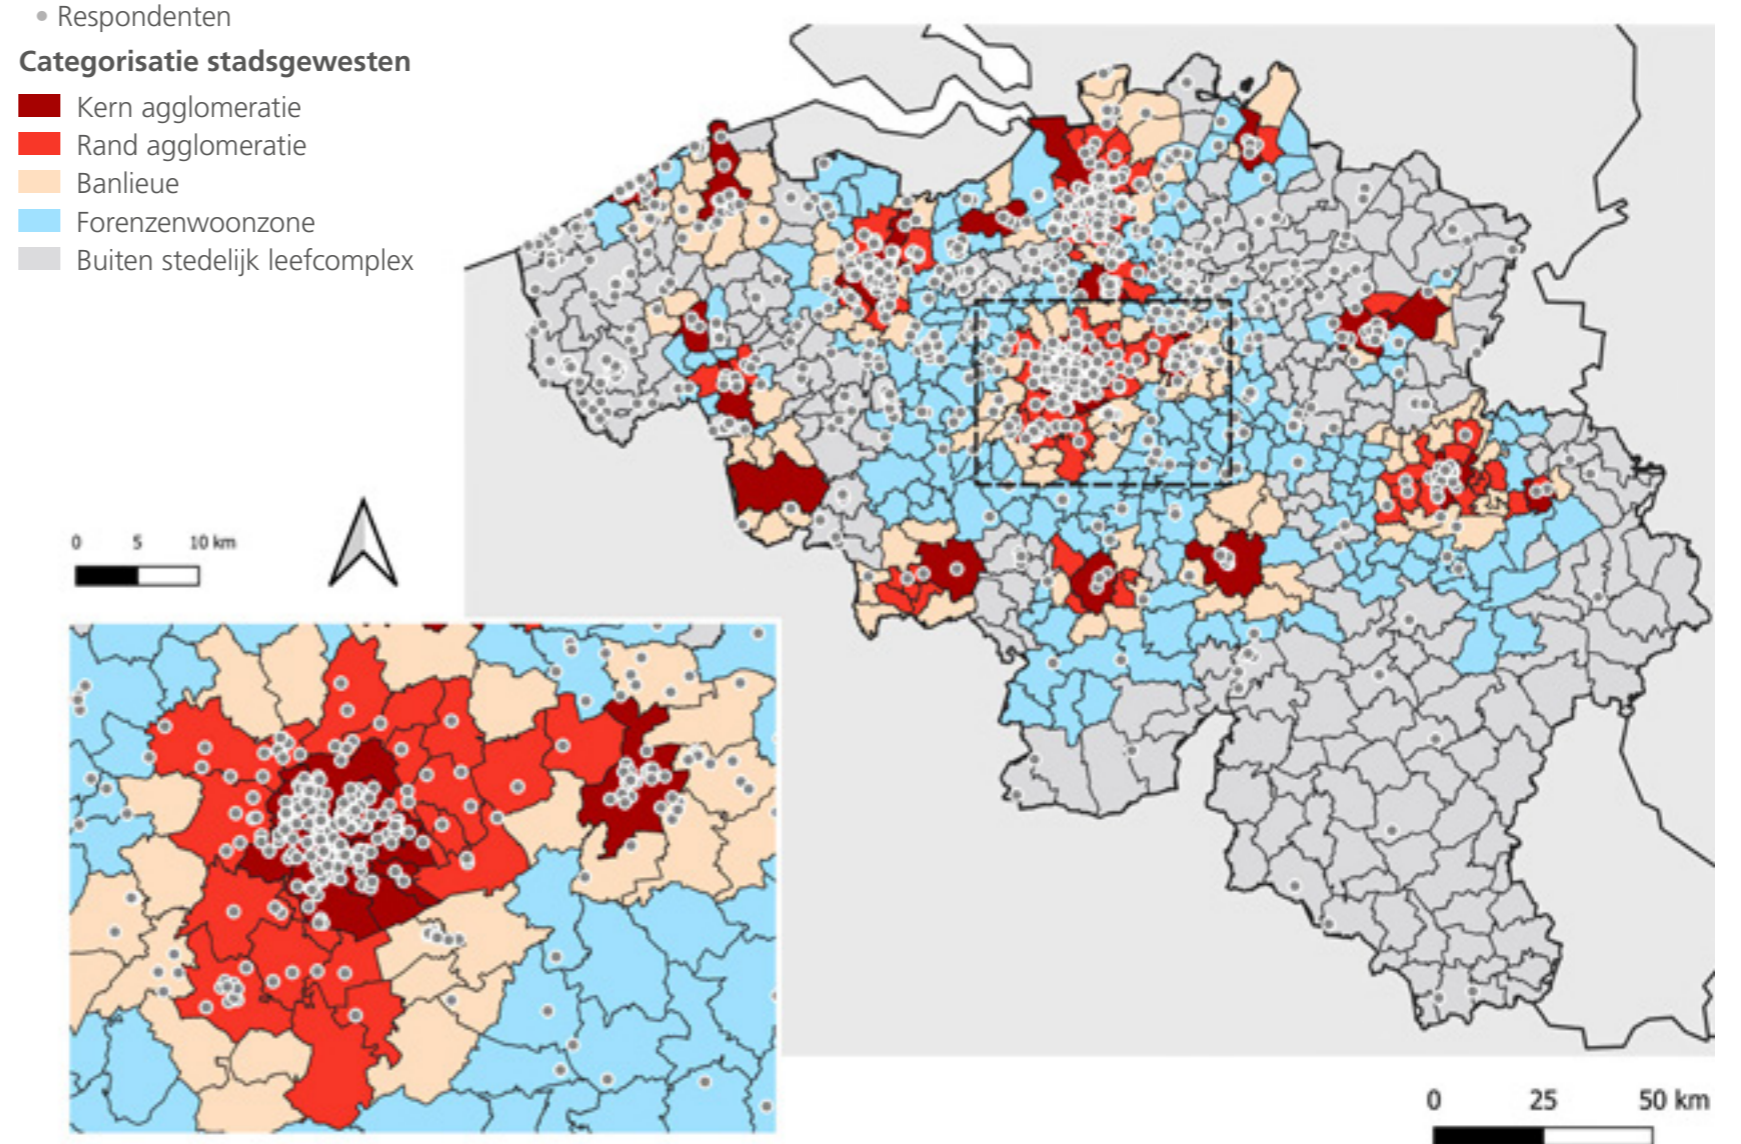 Respondenten
Categorisatie stadsgewesten
Kern agglomeratie
Rand agglomeratie
Banlieue
Forenzenwoonzone
Buiten stedelijk leefcomplex
0 5 10 km
0 25 50 km